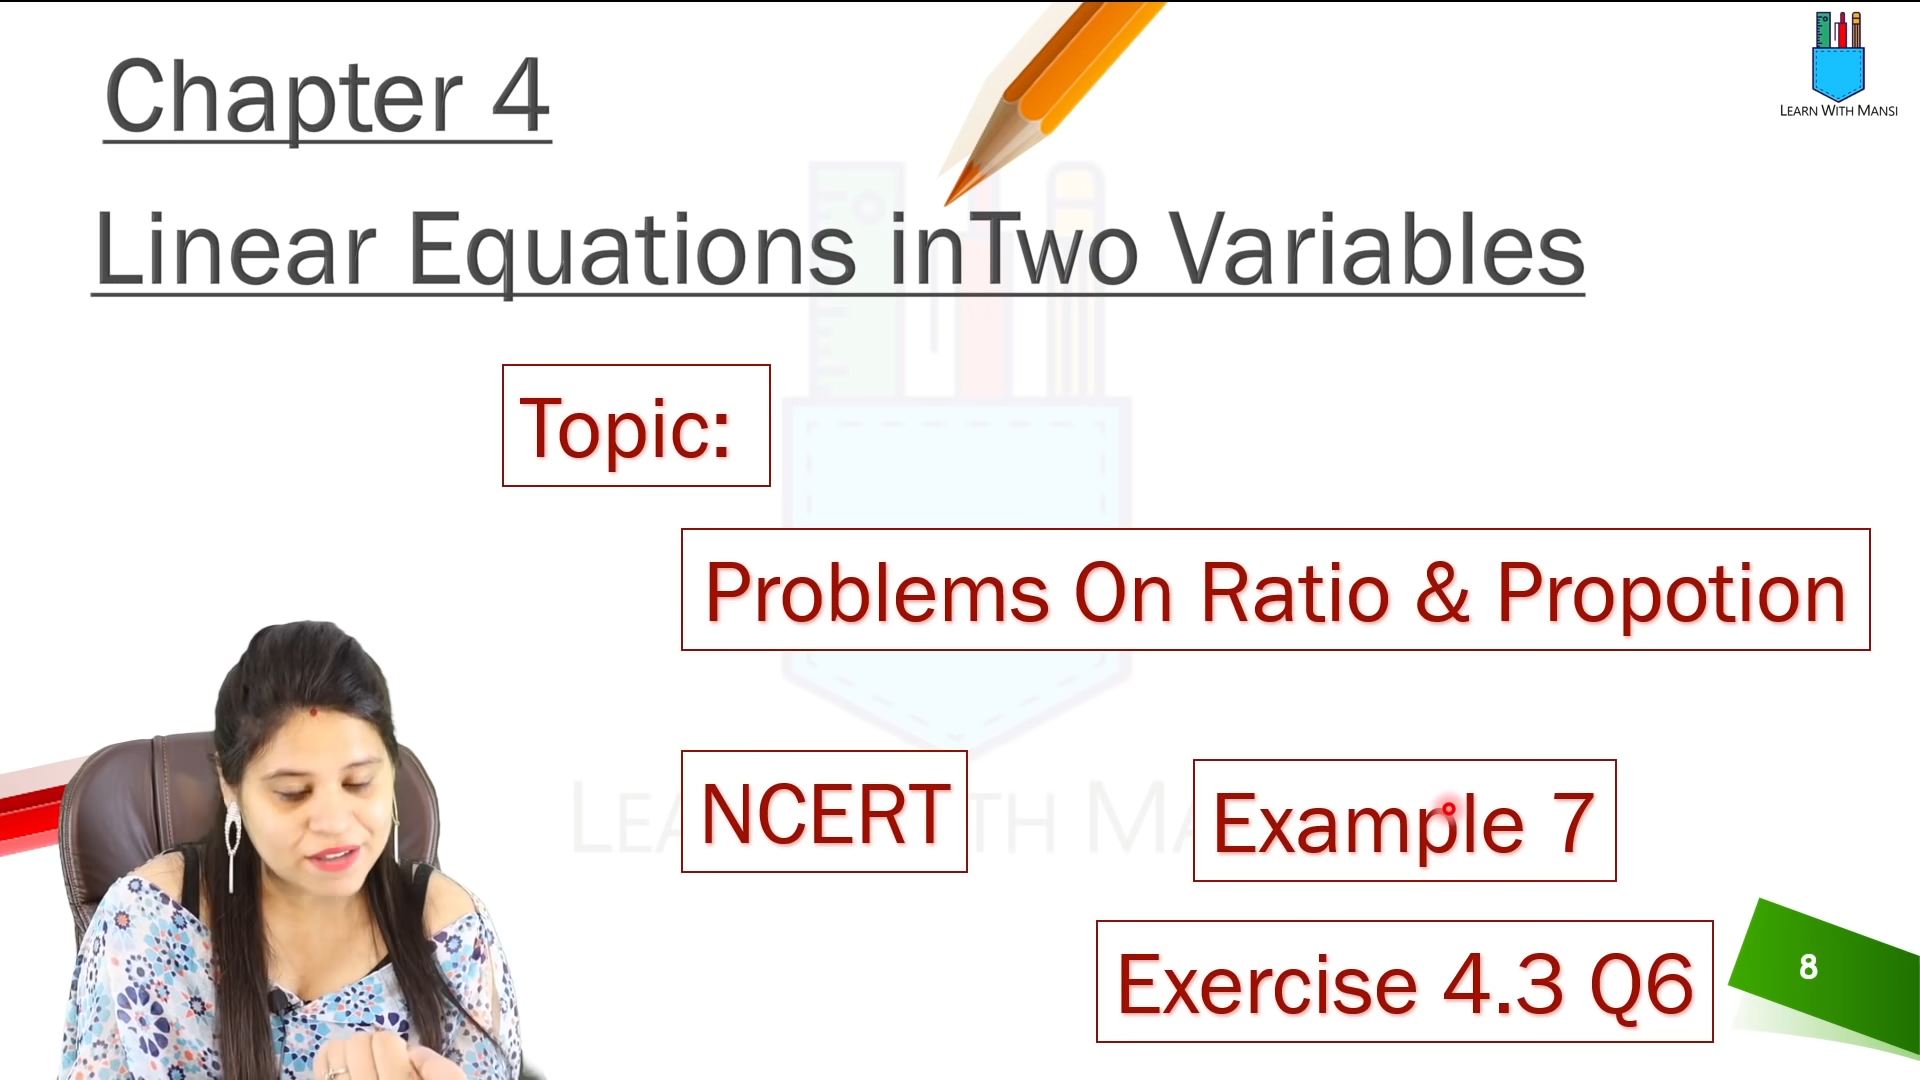 Chapter 4
LEARN WITH MANSI
Linear Equations inTwo Variables
Topic:
Problems On Ratio & Propotion
NCERT
Example 7
Exercise 4.3 Q6
8